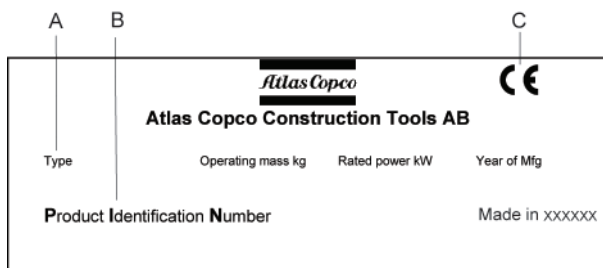 A B C
Atlas Copco CE
Atlas Copco Construction Tools AB
Type Operating mass kg Rated power kW Year of Mfg
Product Identification Number Made in xxxxxx